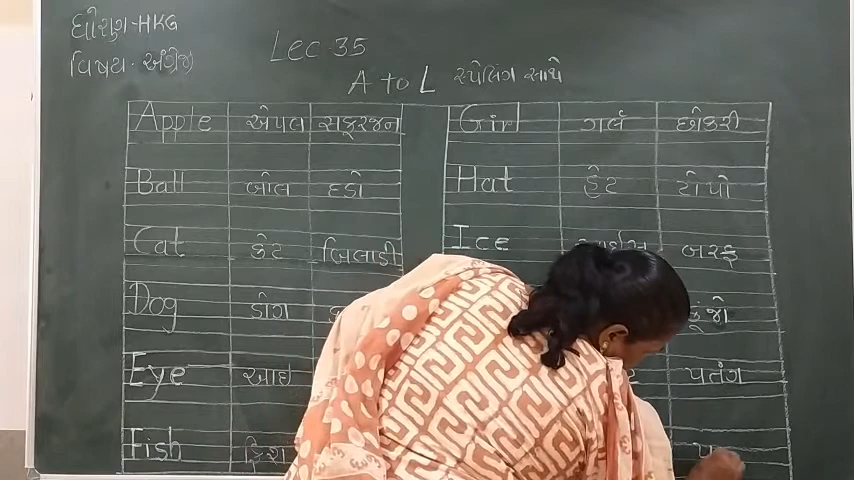 ધોરણ-HKG
વિષય. અંગ્રેજી
Lec-35
A to L સ્પેલિંગ સાથે
Apple એપલ સફરજન
Ball બોલ દડો
Cat કેટ બિલાડી
Dog ડોગ
Eye આઇ
Fish ફિશ
Girl ગર્લ છોકરી
Hat હેટ ટોપો
Ice બરફ
પતંગ